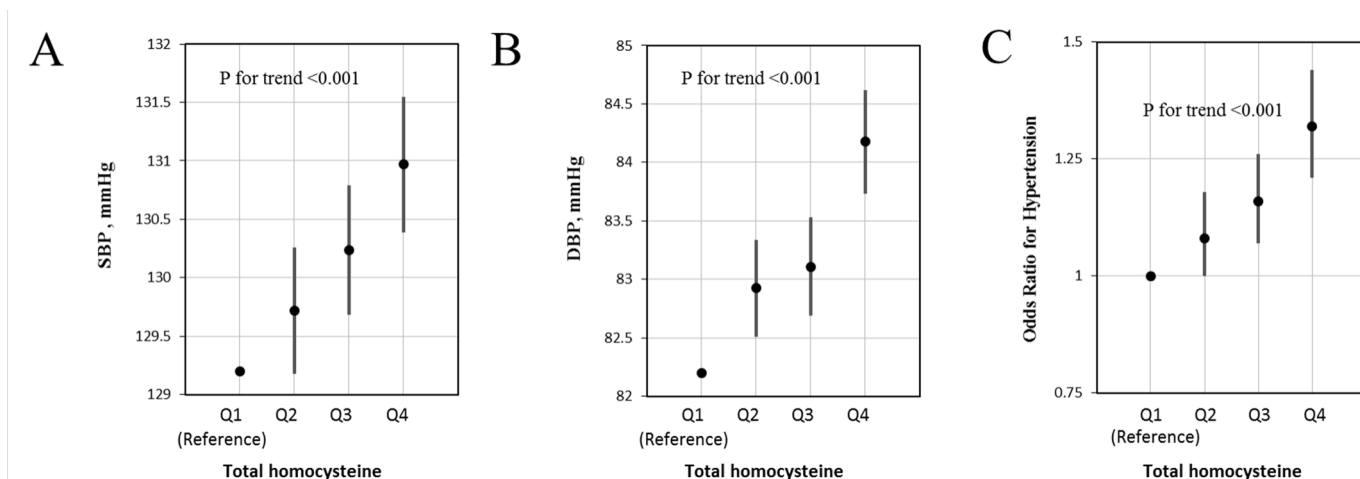 A
132
131.5
131
130.5
130
129.5
129
SBP, mmHg
P for trend <0.001
Q1
Q2
Q3
Q4
(Reference)
Total homocysteine
B
85
84.5
84
83.5
83
82.5
82
DBP, mmHg
P for trend <0.001
Q1
Q2
Q3
Q4
(Reference)
Total homocysteine
C
1.5
1.25
1
0.75
Odds Ratio for Hypertension
P for trend <0.001
Q1
Q2
Q3
Q4
(Reference)
Total homocysteine